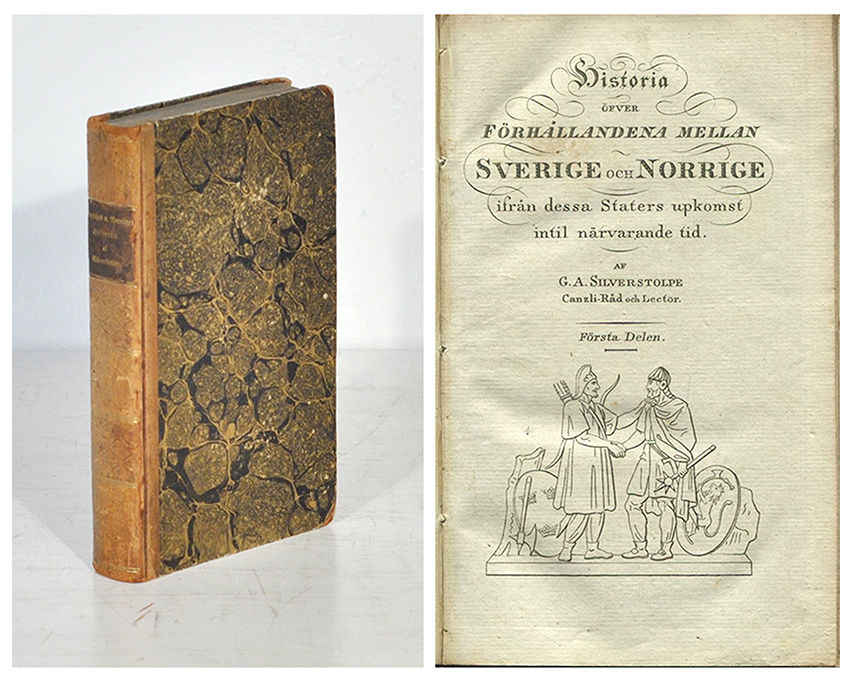 Historia
ÖFVER
FÖRHÅLLANDENA MELLAN
SVERIGE OCH NORRIGE
ifrån dessa Staters upkomst
intil närvarande tid.
AF
G. A. SILVERSTOLPE
Canzli-Råd och Lector.
Första Delen.